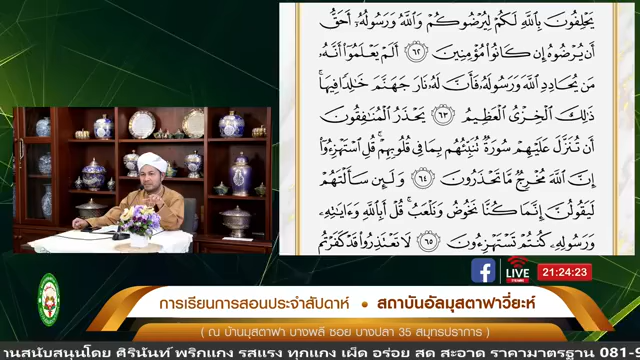 يَحْلِفُونَ بِٱللَّهِ لَكُمْ لِيُرْضُوكُمْ وَٱللَّهُ وَرَسُولُهُۥٓ أَحَقُّ
أَن يُرْضُوهُ إِن كَانُوا۟ مُؤْمِنِينَ ٦٢ أَلَمْ يَعْلَمُوٓا۟ أَنَّهُۥ
مَن يُحَادِدِ ٱللَّهَ وَرَسُولَهُۥ فَأَنَّ لَهُۥ نَارَ جَهَنَّمَ خَٰلِدًا فِيهَا ۚ
ذَٰلِكَ ٱلْخِزْىُ ٱلْعَظِيمُ ٦٣ يَحْذَرُ ٱلْمُنَٰفِقُونَ
أَن تُنَزَّلَ عَلَيْهِمْ سُورَةٌ تُنَبِّئُهُم بِمَا فِى قُلُوبِهِمْ ۚ قُلِ ٱسْتَهْزِءُوٓا۟
إِنَّ ٱللَّهَ مُخْرِجٌ مَّا تَحْذَرُونَ ٦٤ وَلَئِن سَأَلْتَهُمْ
لَيَقُولُنَّ إِنَّمَا كُنَّا نَخُوضُ وَنَلْعَبُ ۚ قُلْ أَبِٱللَّهِ وَءَايَٰتِهِۦ
وَرَسُولِهِۦ كُنتُمْ تَسْتَهْزِءُونَ ٦٥ لَا تَعْتَذِرُوا۟ قَدْ كَفَرْتُم
LIVE 21:24:23
การเรียนการสอนประจำสัปดาห์ • สถาบันอัลมุสตาฟาวี่ยะห์
( ณ บ้านมุสตาฟา บางพลี ซอย บางปลา 35 สมุทรปราการ )
านสนับสนุนโดย ศิรินันท์ พริกแกง รสแรง ทุกแกง เผ็ด อร่อย สด สะอาด ราคามาตรฐาน 081-9